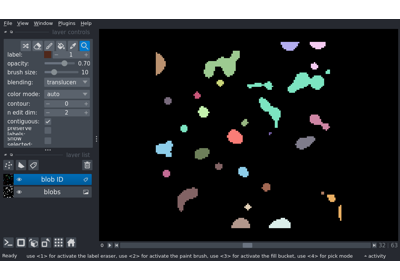 File View Window Plugins Help
layer controls
label: 1
opacity: 0.70
brush size: 10
blending: translucen
color mode: auto
contour: 0
n edit dim: 2
contiguous:
preserve labels:
show selected:
layer list
blob ID
blobs
32 / 63
Ready use <1> for activate the label eraser, use <2> for activate the paint brush, use <3> for activate the fill bucket, use <4> for pick mode activity